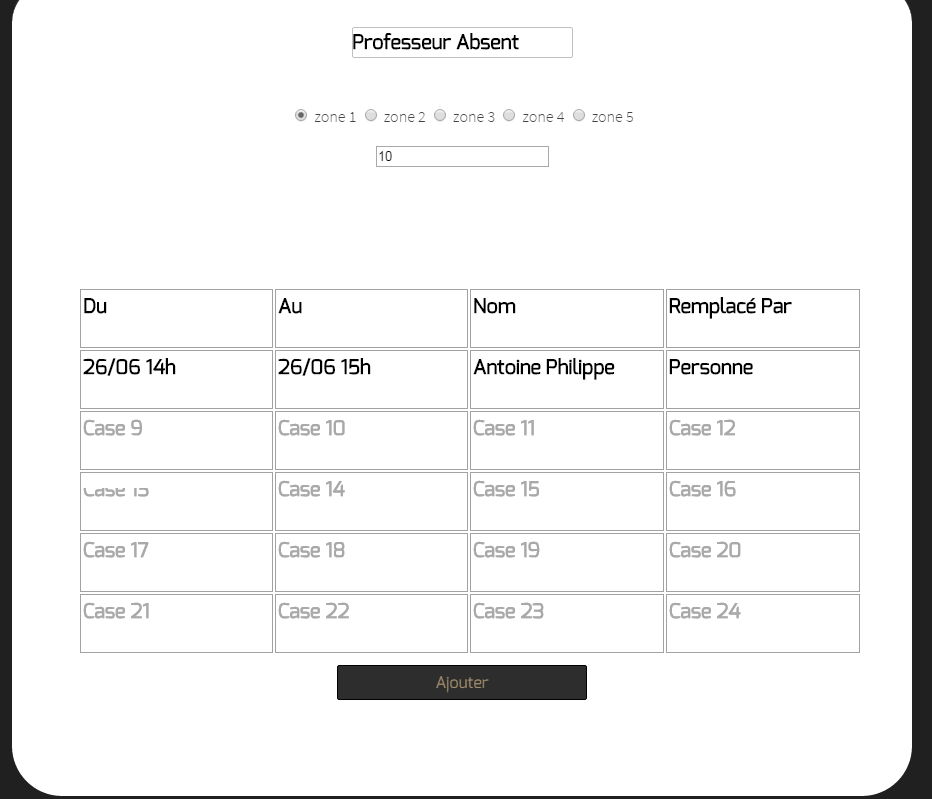 Professeur Absent
zone 1 zone 2 zone 3 zone 4 zone 5
10
Du Au Nom Remplacé Par
26/06 14h 26/06 15h Antoine Philippe Personne
Case 9 Case 10 Case 11 Case 12
Case 13 Case 14 Case 15 Case 16
Case 17 Case 18 Case 19 Case 20
Case 21 Case 22 Case 23 Case 24
Ajouter